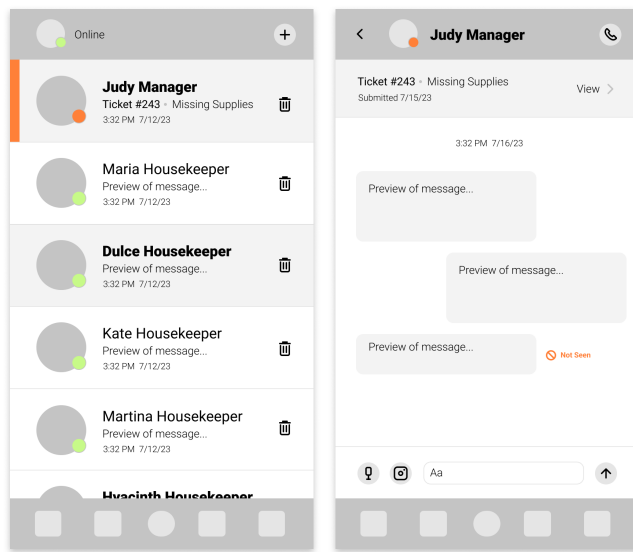 Online
Judy Manager
Ticket #243 • Missing Supplies
3:32 PM 7/12/23
Maria Housekeeper
Preview of message...
3:32 PM 7/12/23
Dulce Housekeeper
Preview of message...
3:32 PM 7/12/23
Kate Housekeeper
Preview of message...
3:32 PM 7/12/23
Martina Housekeeper
Preview of message...
3:32 PM 7/12/23
Hyacinth Housekeeper
Judy Manager
Ticket #243 • Missing Supplies
Submitted 7/15/23
View
3:32 PM 7/16/23
Preview of message...
Preview of message...
Preview of message...
Not Seen
Aa